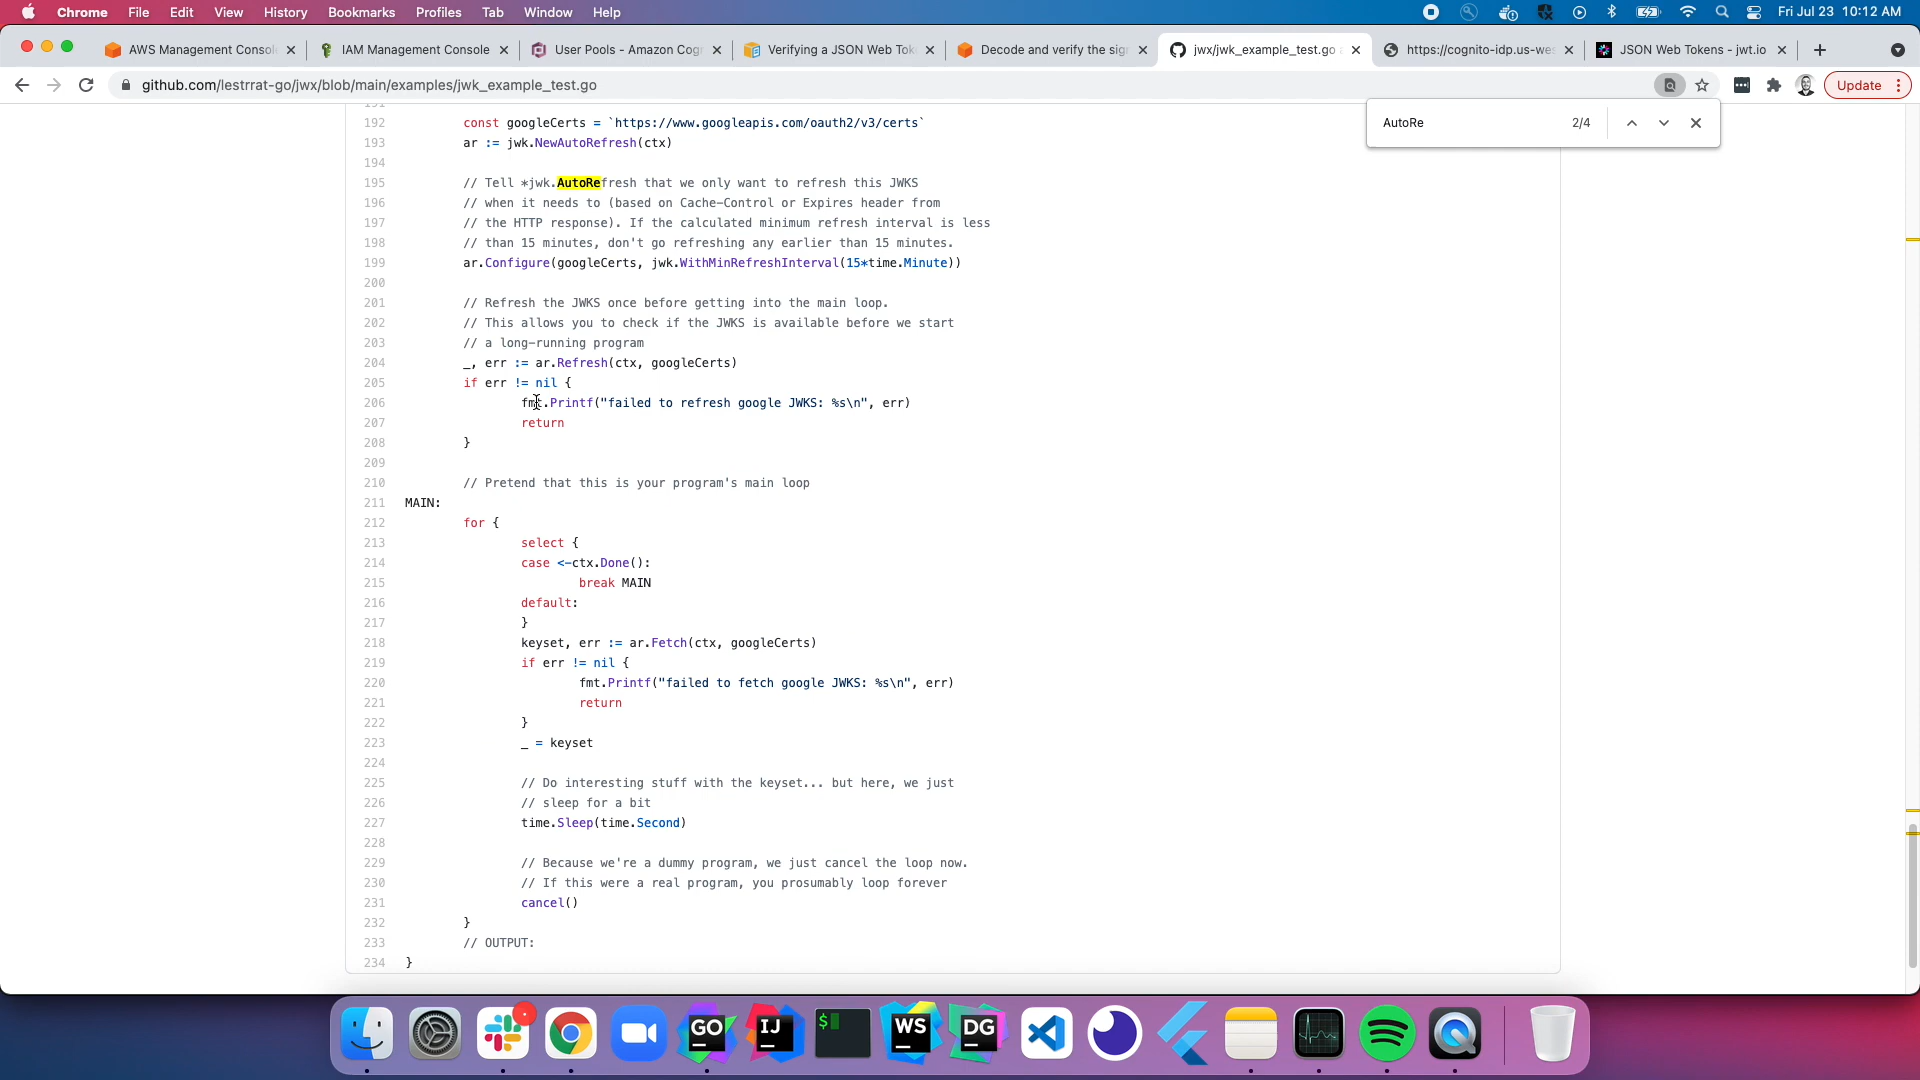 Chrome File Edit View History Bookmarks Profiles Tab Window Help Fri Jul 23 10:12 AM
AWS Management Consol
IAM Management Console
User Pools - Amazon Cog
Verifying a JSON Web Tok
Decode and verify the sig
jwx/jwk_example_test.go
https://cognito-idp.us-wes
JSON Web Tokens - jwt.io
github.com/lestrrat-go/jwx/blob/main/examples/jwk_example_test.go
Update
AutoRe 2/4
191
192 const googleCerts = `https://www.googleapis.com/oauth2/v3/certs`
193 ar := jwk.NewAutoRefresh(ctx)
194
195 // Tell *jwk.AutoRefresh that we only want to refresh this JWKS
196 // when it needs to (based on Cache-Control or Expires header from
197 // the HTTP response). If the calculated minimum refresh interval is less
198 // than 15 minutes, don't go refreshing any earlier than 15 minutes.
199 ar.Configure(googleCerts, jwk.WithMinRefreshInterval(15*time.Minute))
200
201 // Refresh the JWKS once before getting into the main loop.
202 // This allows you to check if the JWKS is available before we start
203 // a long-running program
204 _, err := ar.Refresh(ctx, googleCerts)
205 if err != nil {
206 fmt.Printf("failed to refresh google JWKS: %s\n", err)
207 return
208 }
209
210 // Pretend that this is your program's main loop
211 MAIN:
212 for {
213 select {
214 case <-ctx.Done():
215 break MAIN
216 default:
217 }
218 keyset, err := ar.Fetch(ctx, googleCerts)
219 if err != nil {
220 fmt.Printf("failed to fetch google JWKS: %s\n", err)
221 return
222 }
223 _ = keyset
224
225 // Do interesting stuff with the keyset... but here, we just
226 // sleep for a bit
227 time.Sleep(time.Second)
228
229 // Because we're a dummy program, we just cancel the loop now.
230 // If this were a real program, you prosumably loop forever
231 cancel()
232 }
233 // OUTPUT:
234 }
GO IJ $ WS DG